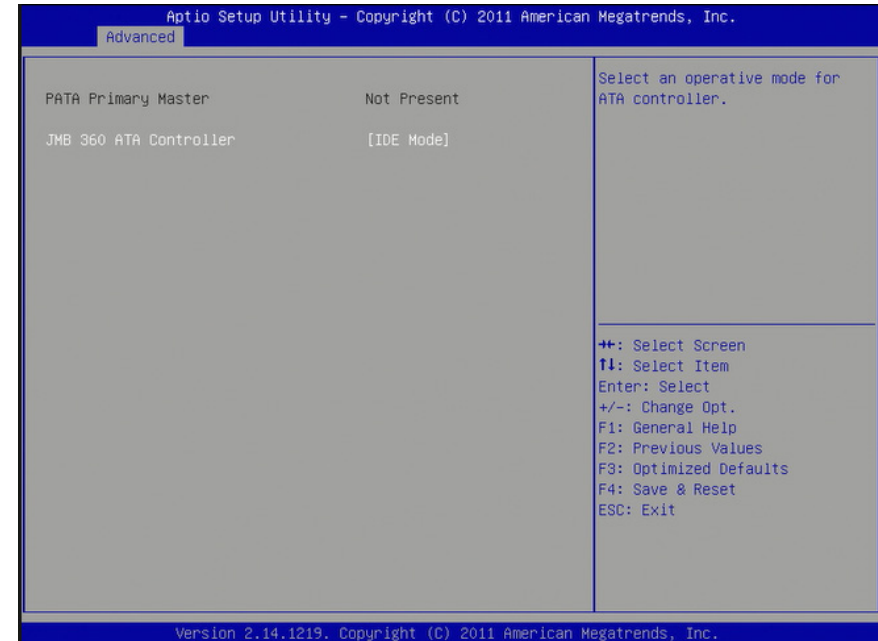 Aptio Setup Utility – Copyright (C) 2011 American Megatrends, Inc.
Advanced
PATA Primary Master Not Present
JMB 360 ATA Controller [IDE Mode]
Select an operative mode for
ATA controller.
→←: Select Screen
↑↓: Select Item
Enter: Select
+/-: Change Opt.
F1: General Help
F2: Previous Values
F3: Optimized Defaults
F4: Save & Reset
ESC: Exit
Version 2.14.1219. Copyright (C) 2011 American Megatrends, Inc.